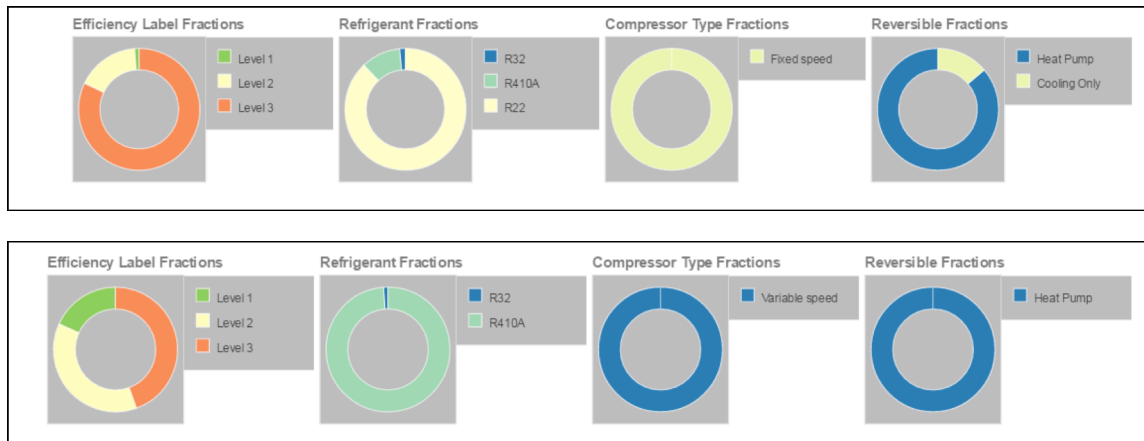 Efficiency Label Fractions
Level 1
Level 2
Level 3
Refrigerant Fractions
R32
R410A
R22
Compressor Type Fractions
Fixed speed
Reversible Fractions
Heat Pump
Cooling Only
Efficiency Label Fractions
Level 1
Level 2
Level 3
Refrigerant Fractions
R32
R410A
Compressor Type Fractions
Variable speed
Reversible Fractions
Heat Pump